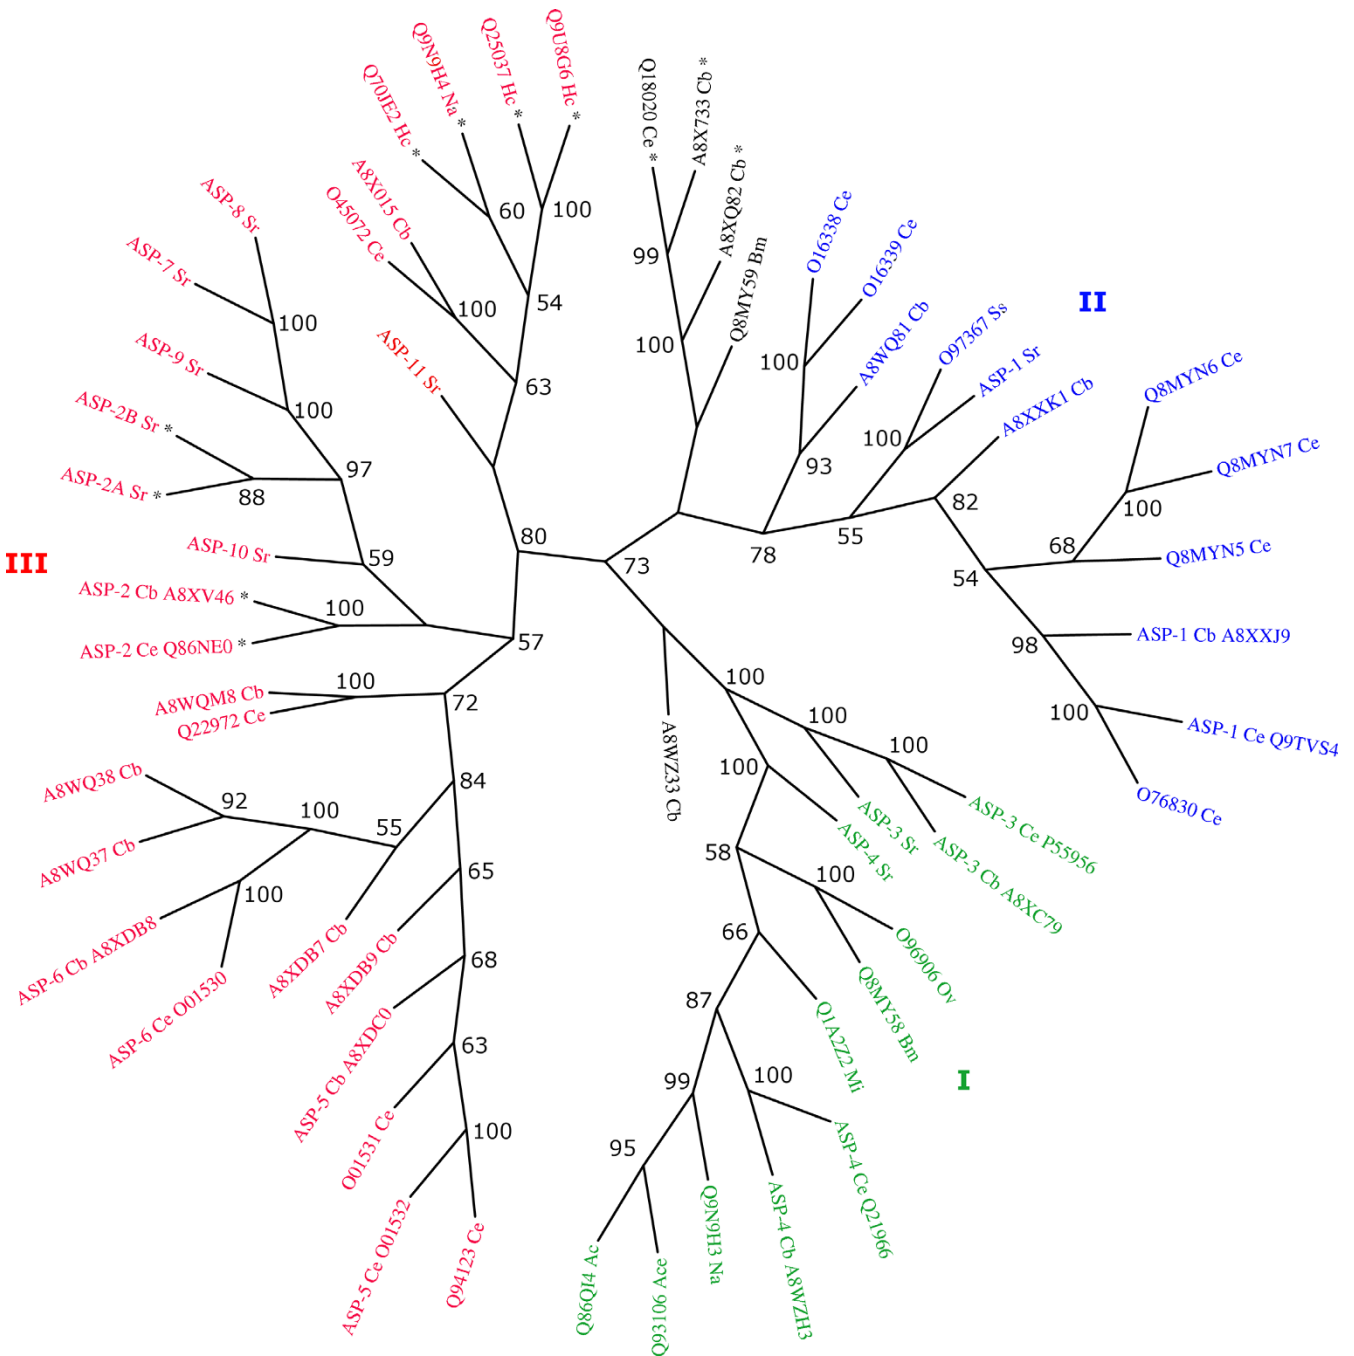 Q9U8G6 Hc *
Q25037 Hc *
Q9N9H4 Na *
Q70JE2 Hc *
A8X015 Cb
O45072 Ce
ASP-11 Sr
ASP-8 Sr
ASP-7 Sr
ASP-9 Sr
ASP-2B Sr *
ASP-2A Sr *
ASP-10 Sr
ASP-2 Cb A8XV46 *
ASP-2 Ce Q86NE0 *
A8WQM8 Cb
Q22972 Ce
A8WQ38 Cb
A8WQ37 Cb
ASP-6 Cb A8XDB8
ASP-6 Ce O01530
A8XDB7 Cb
A8XDB9 Cb
ASP-5 Cb A8XDC0
O01531 Ce
ASP-5 Ce O01532
Q94123 Ce
III
60
100
54
100
63
100
100
97
88
59
100
80
57
100
72
84
92
100
55
100
65
68
63
100
Q18020 Ce *
A8X733 Cb *
A8XQ82 Cb *
Q8MY59 Bm
99
100
73
A8WZ33 Cb
O16338 Ce
O16339 Ce
A8WQ81 Cb
O97367 Ss
ASP-1 Sr
A8XXK1 Cb
Q8MYN6 Ce
Q8MYN7 Ce
Q8MYN5 Ce
ASP-1 Cb A8XXJ9
ASP-1 Ce Q9TVS4
O76830 Ce
II
100
93
100
78
55
82
100
68
54
98
100
ASP-3 Ce P55956
ASP-3 Cb A8XC79
ASP-3 Sr
ASP-4 Sr
O96906 Ov
Q8MY58 Bm
Q1A2Z2 Mi
ASP-4 Ce Q21966
ASP-4 Cb A8WZH3
Q9N9H3 Na
Q93106 Ace
Q86QI4 Ac
I
100
100
100
100
58
100
66
87
100
99
95